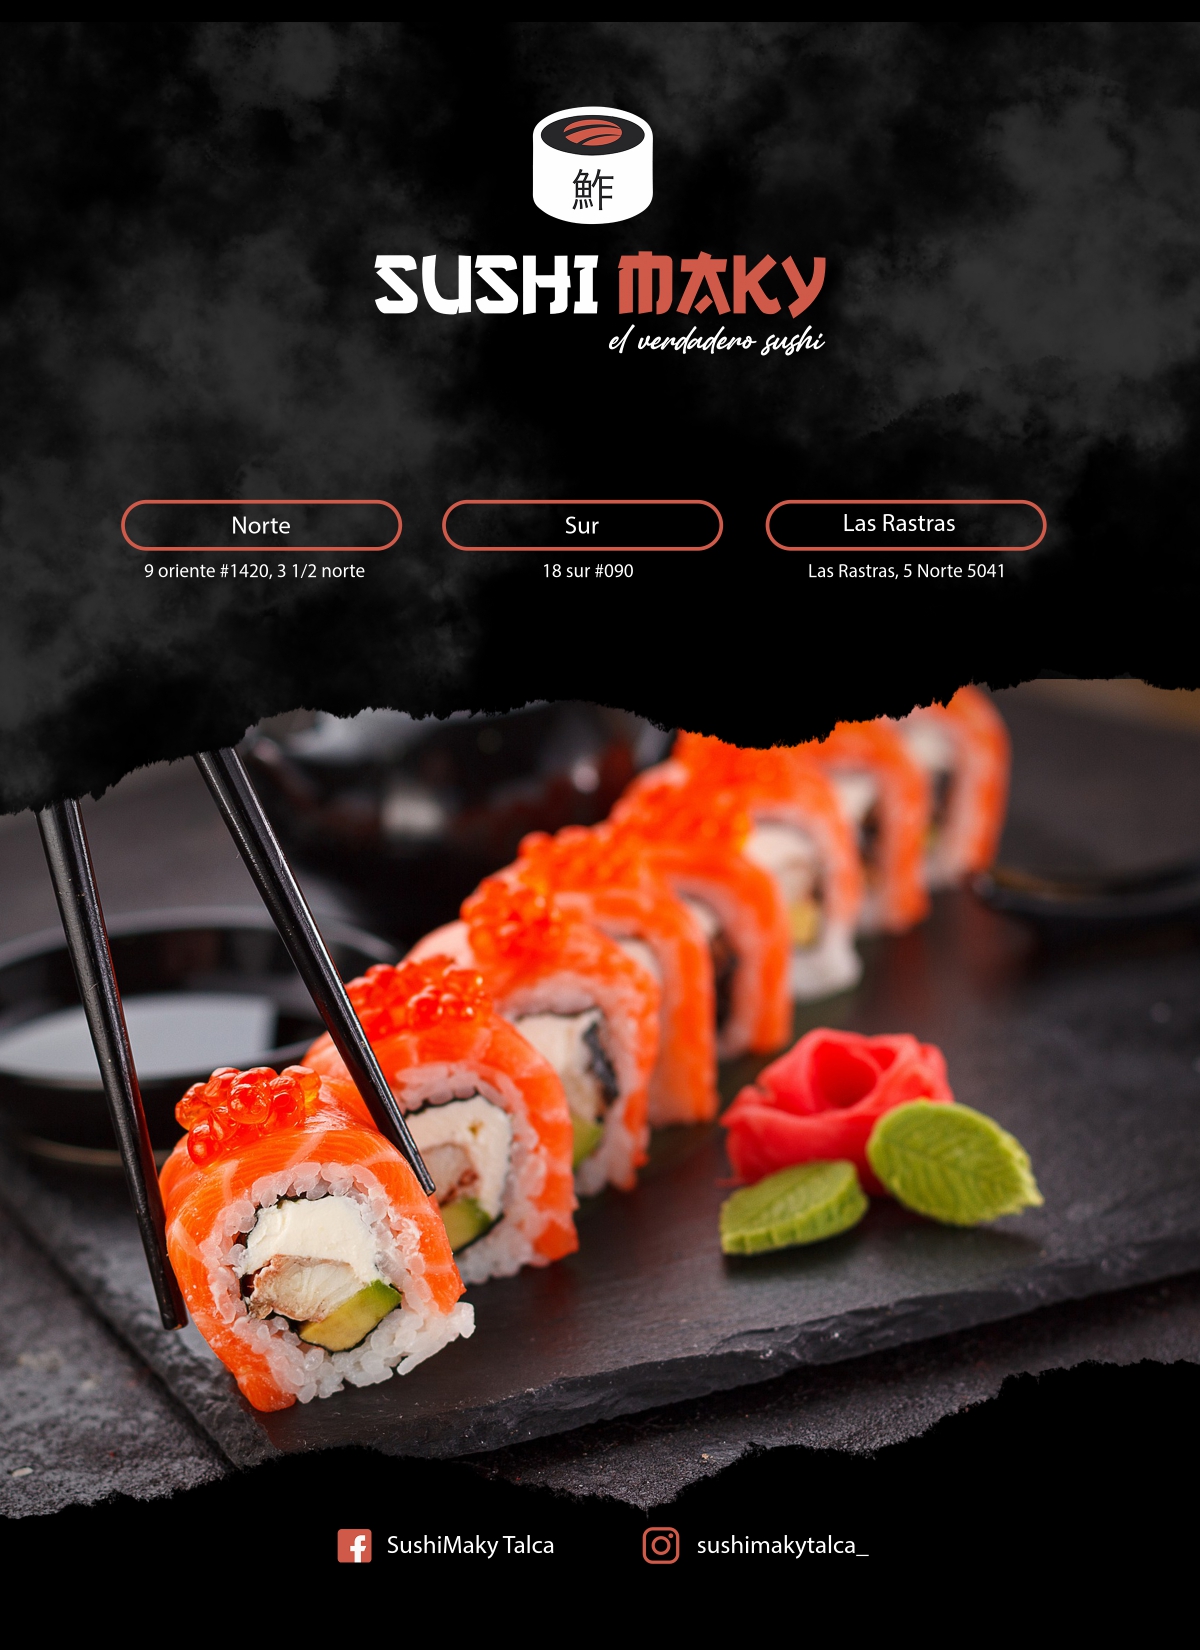 鮓
SUSHI MAKY
el verdadero sushi
Norte
9 oriente #1420, 3 1/2 norte
Sur
18 sur #090
Las Rastras
Las Rastras, 5 Norte 5041
SushiMaky Talca
sushimakytalca_